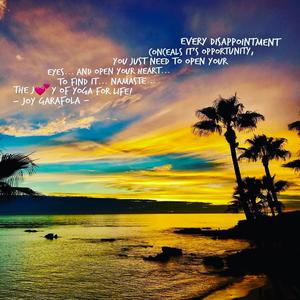 EVERY DISAPPOINTMENT
CONCEALS IT'S OPPORTUNITY,
YOU JUST NEED TO OPEN YOUR
EYES... AND OPEN YOUR HEART...
TO FIND IT... NAMASTE...
THE J💕Y OF YOGA FOR LIFE!
- JOY GARAFOLA -